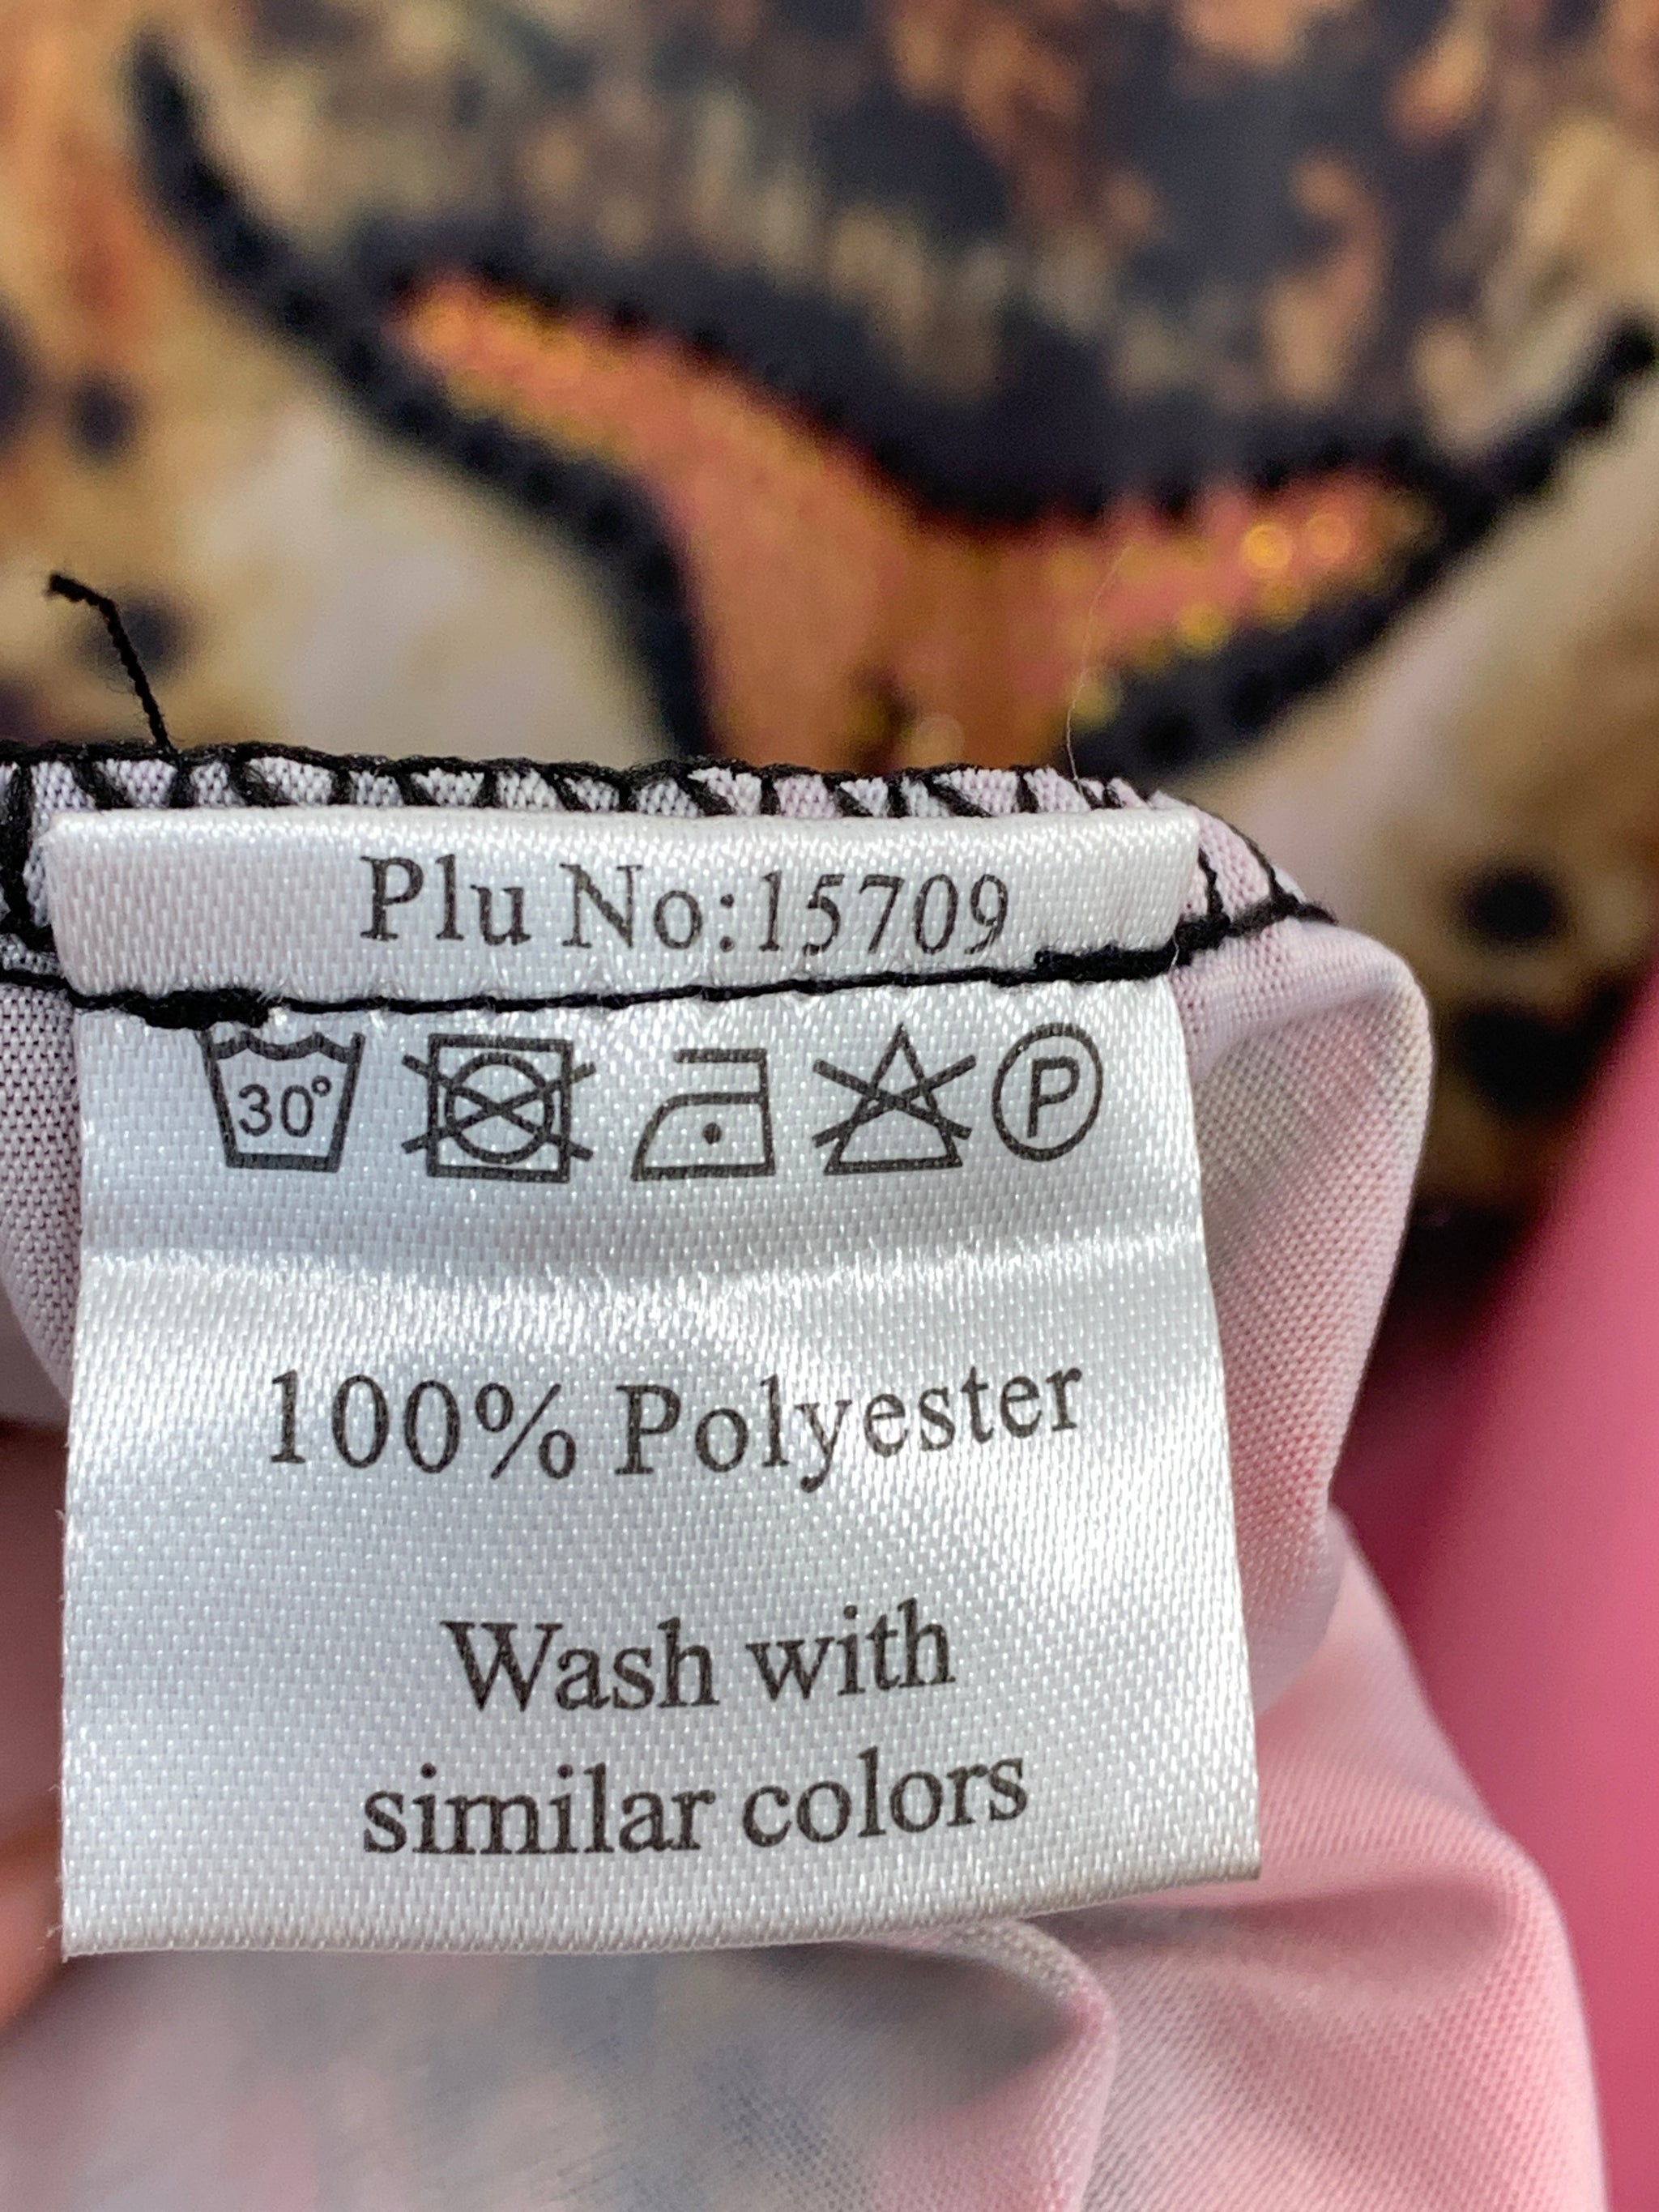 Plu No:15709
30° P
100% Polyester
Wash with
similar colors